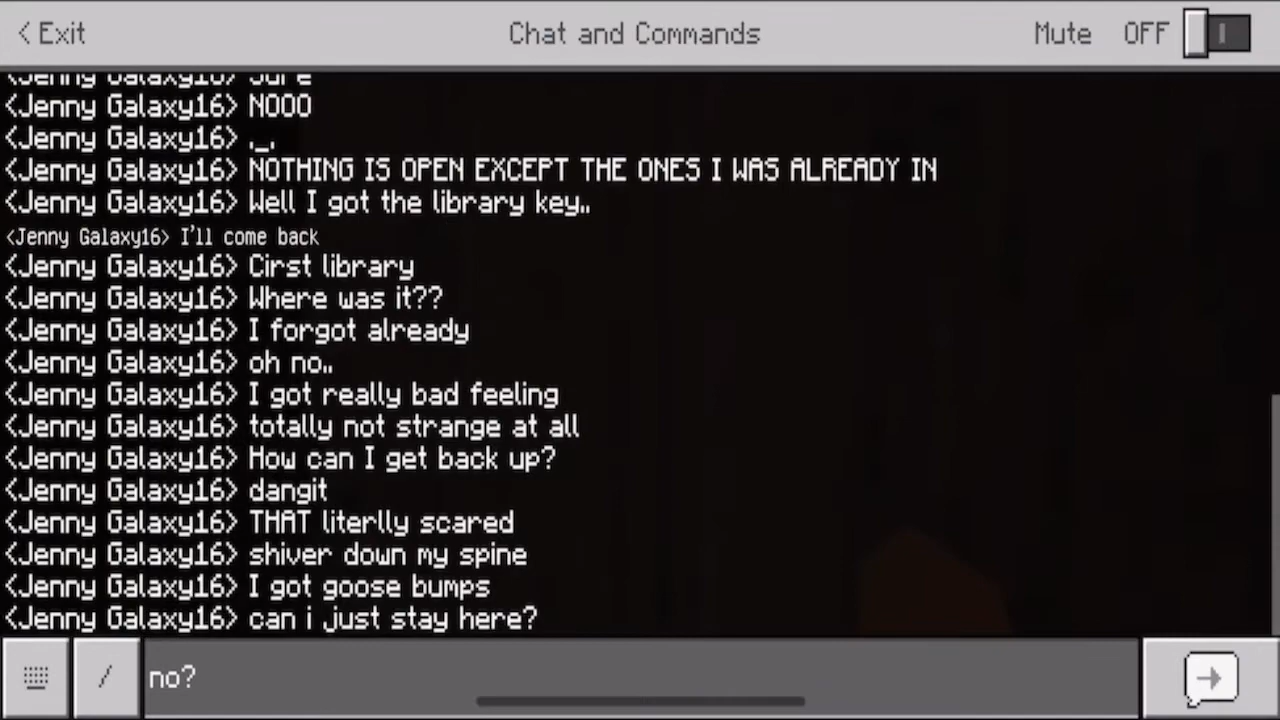 < Exit
Chat and Commands
Mute OFF
<Jenny Galaxy16> Sure
<Jenny Galaxy16> NOOO
<Jenny Galaxy16> ._.
<Jenny Galaxy16> NOTHING IS OPEN EXCEPT THE ONES I WAS ALREADY IN
<Jenny Galaxy16> Well I got the library key..
<Jenny Galaxy16> I'll come back
<Jenny Galaxy16> Cirst library
<Jenny Galaxy16> Where was it??
<Jenny Galaxy16> I forgot already
<Jenny Galaxy16> oh no..
<Jenny Galaxy16> I got really bad feeling
<Jenny Galaxy16> totally not strange at all
<Jenny Galaxy16> How can I get back up?
<Jenny Galaxy16> dangit
<Jenny Galaxy16> THAT literlly scared
<Jenny Galaxy16> shiver down my spine
<Jenny Galaxy16> I got goose bumps
<Jenny Galaxy16> can i just stay here?
/ no?